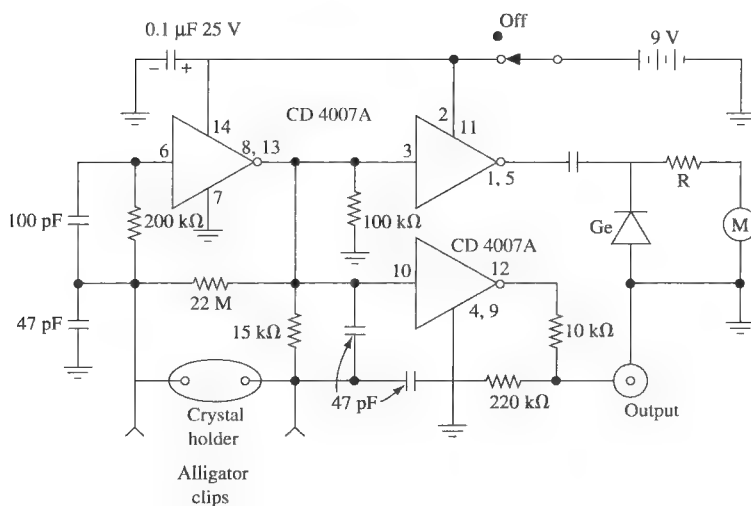 Off
0.1 µF 25 V
9 V
− +
14
CD 4007A
2
11
6
8, 13
3
1, 5
7
200 kΩ
100 kΩ
R
100 pF
Ge
M
CD 4007A
10
12
22 M
4, 9
47 pF
15 kΩ
10 kΩ
47 pF
220 kΩ
Output
Crystal
holder
Alligator
clips